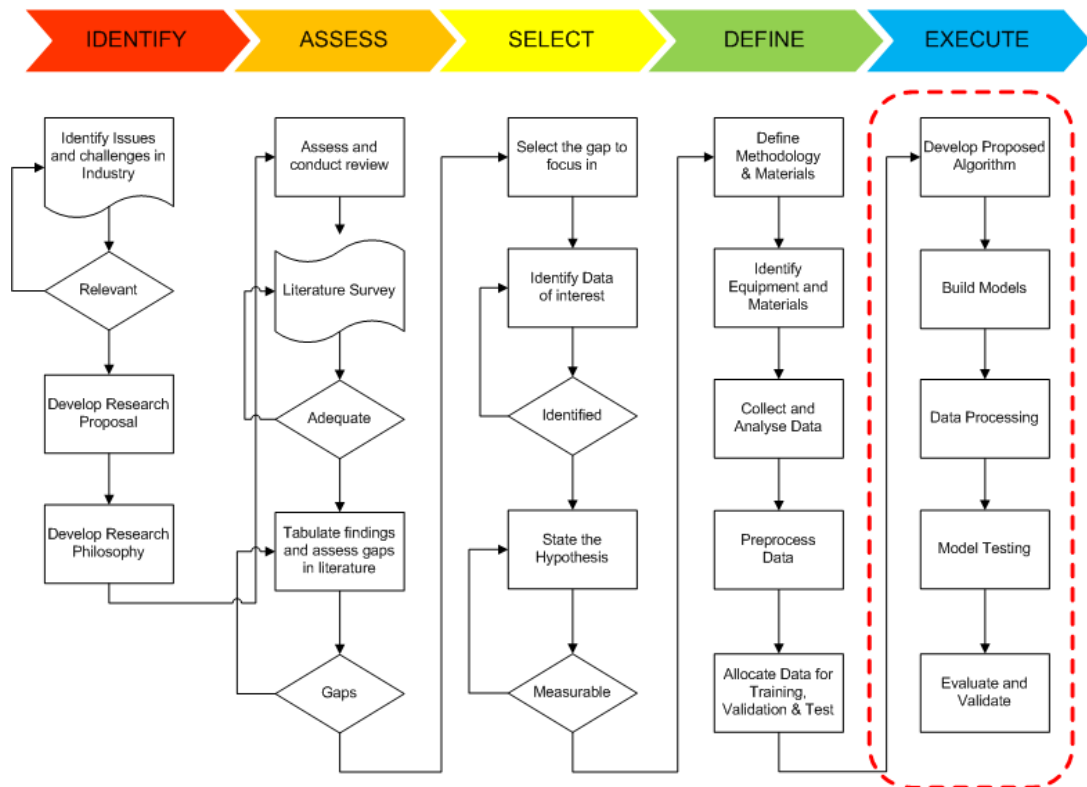 IDENTIFY
ASSESS
SELECT
DEFINE
EXECUTE
Identify Issues
and challenges in
Industry
Relevant
Develop Research
Proposal
Develop Research
Philosophy
Assess and
conduct review
Literature Survey
Adequate
Tabulate findings
and assess gaps
in literature
Gaps
Select the gap to
focus in
Identify Data
of interest
Identified
State the
Hypothesis
Measurable
Define
Methodology
& Materials
Identify
Equipment and
Materials
Collect and
Analyse Data
Preprocess
Data
Allocate Data for
Training,
Validation & Test
Develop Proposed
Algorithm
Build Models
Data Processing
Model Testing
Evaluate and
Validate